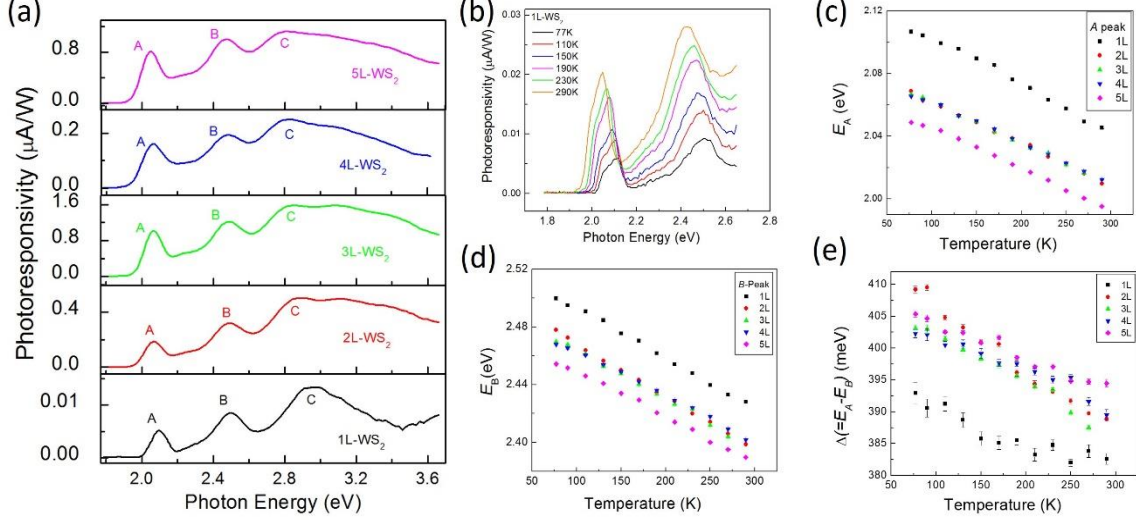 (a)
Photoresponsivity (μA/W)
0.8
0.0
A
B
C
5L-WS2
0.2
0.0
A
B
C
4L-WS2
1.6
0.8
0.0
A
B
C
3L-WS2
0.4
0.0
A
B
C
2L-WS2
0.01
0.00
A
B
C
1L-WS2
2.0 2.4 2.8 3.2 3.6
Photon Energy (eV)
(b)
Photoresponsivity (μA/W)
0.03
0.02
0.01
0.00
1L-WS2
77K
110K
150K
190K
230K
290K
1.8 2.0 2.2 2.4 2.6 2.8
Photon Energy (eV)
(c)
EA (eV)
2.12
2.08
2.04
2.00
A peak
1L
2L
3L
4L
5L
50 100 150 200 250 300
Temperature (K)
(d)
EB(eV)
2.52
2.48
2.44
2.40
B-Peak
1L
2L
3L
4L
5L
50 100 150 200 250 300
Temperature (K)
(e)
Δ(=EA-EB) (meV)
410
405
400
395
390
385
380
1L
2L
3L
4L
5L
50 75 100 125 150 175 200 225 250 275 300
Temperature (K)